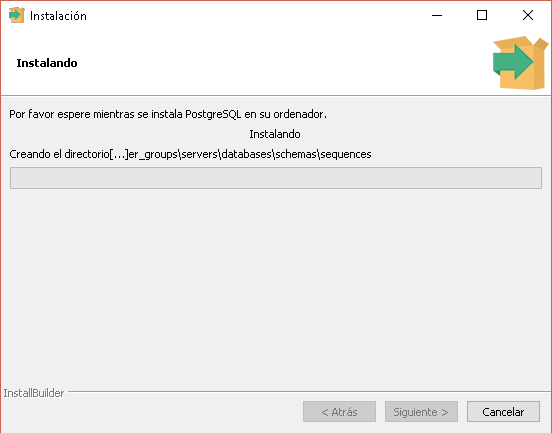 Instalación
Instalando
Por favor espere mientras se instala PostgreSQL en su ordenador.
Instalando
Creando el directorio[...]er_groups\servers\databases\schemas\sequences
InstallBuilder
< Atrás
Siguiente >
Cancelar